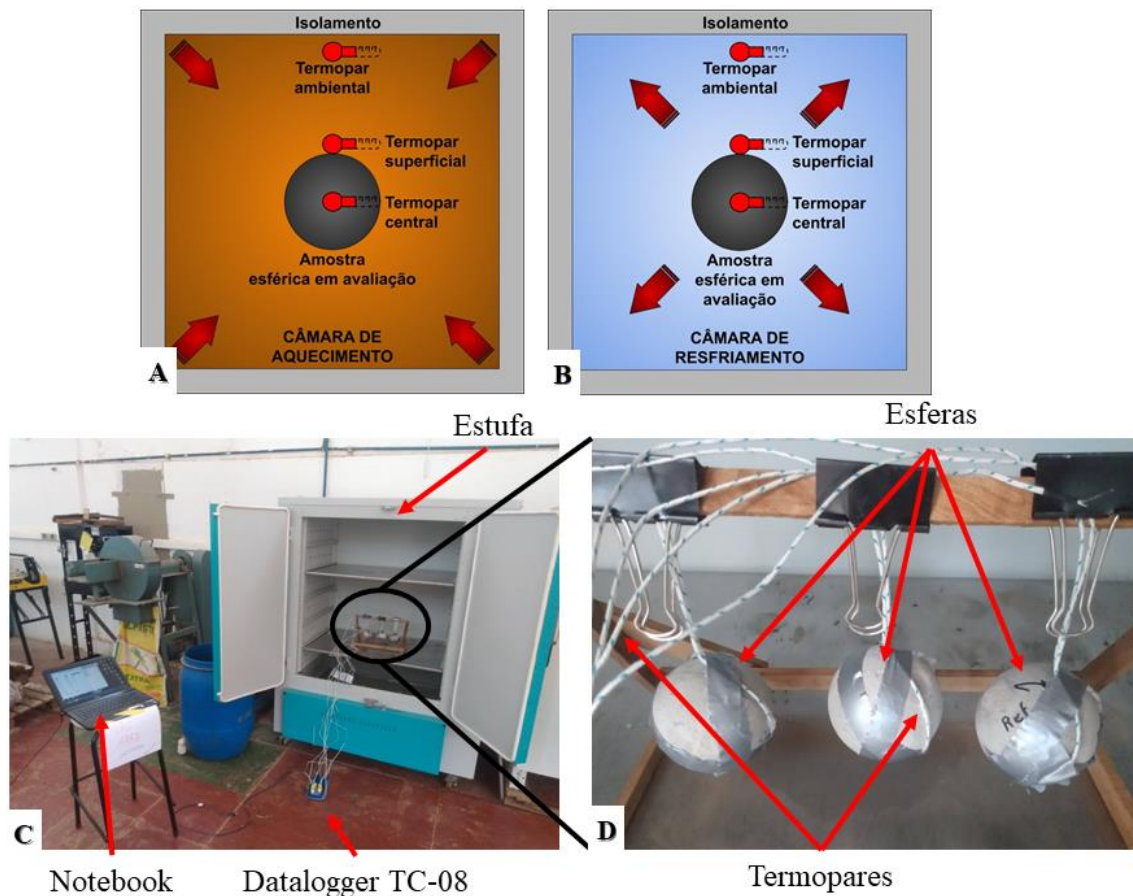 Isolamento
Termopar
ambiental
Termopar
superficial
Termopar
central
Amostra
esférica em avaliação
CÂMARA DE
AQUECIMENTO
A
Isolamento
Termopar
ambiental
Termopar
superficial
Termopar
central
Amostra
esférica em
avaliação
CÂMARA DE
RESFRIAMENTO
B
Estufa
Esferas
C
Ref
D
Notebook
Datalogger TC-08
Termopares